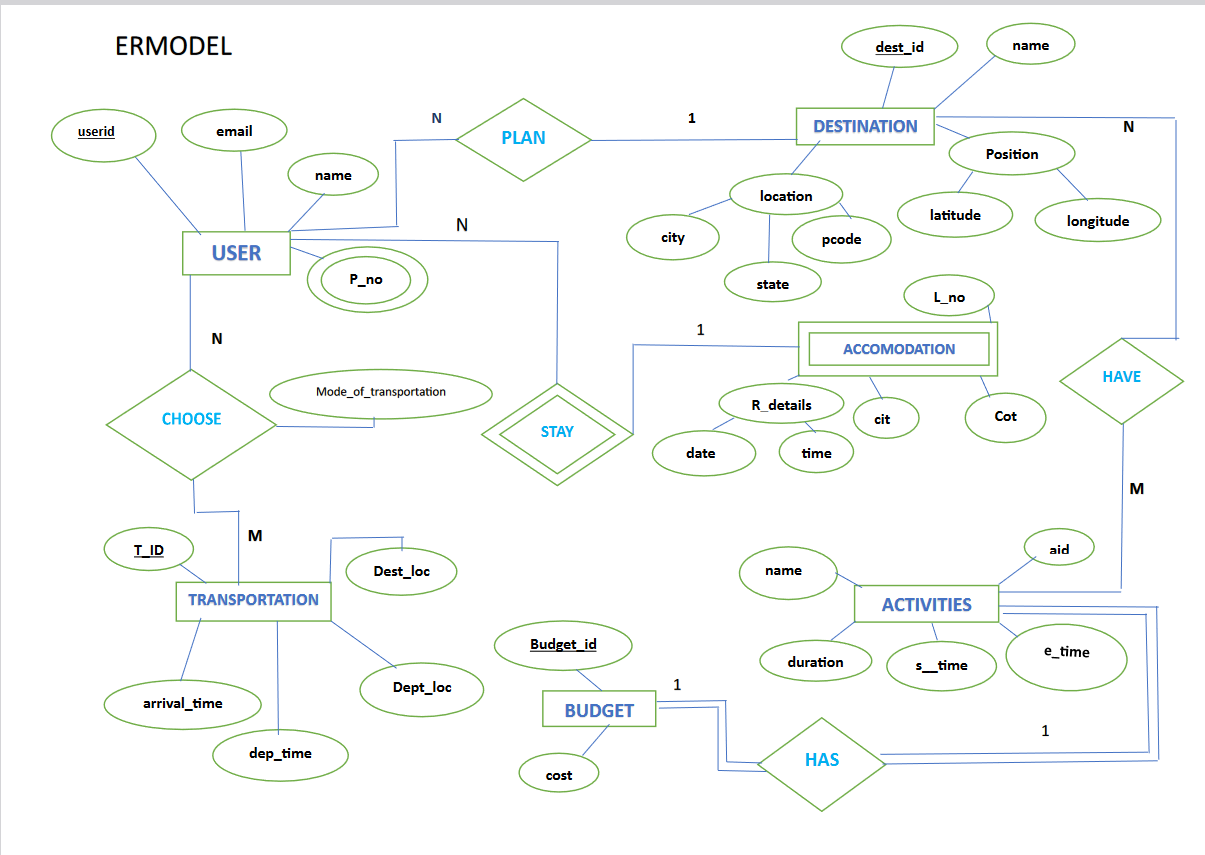 ERMODEL
dest_id
name
userid
email
N
1
PLAN
DESTINATION
N
name
Position
location
latitude
longitude
city
pcode
N
USER
P_no
state
L_no
1
N
ACCOMODATION
HAVE
Mode_of_transportation
CHOOSE
R_details
cit
Cot
STAY
date
time
M
M
T_ID
Dest_loc
aid
name
TRANSPORTATION
ACTIVITIES
Budget_id
duration
s__time
e_time
arrival_time
Dept_loc
1
BUDGET
1
dep_time
cost
HAS